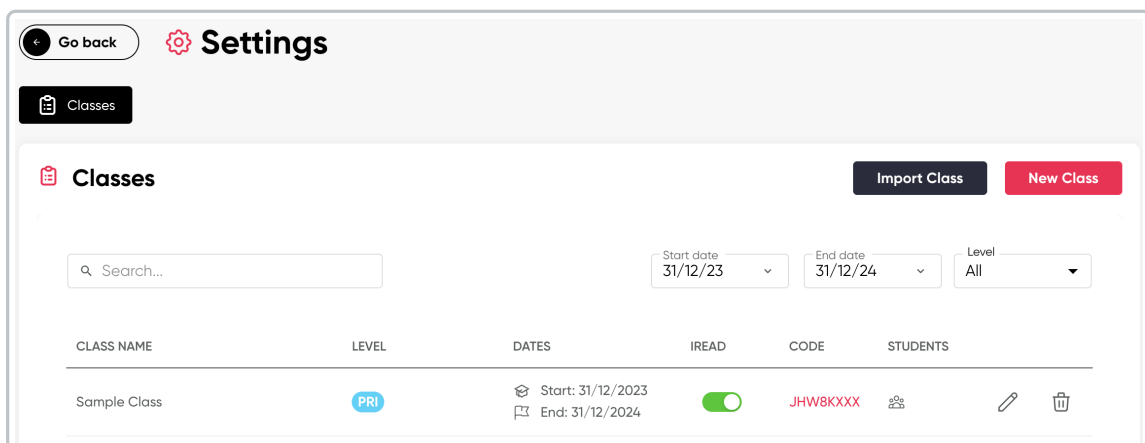 Go back
Settings
Classes
Classes
Import Class
New Class
Search...
Start date
31/12/23
End date
31/12/24
Level
All
CLASS NAME LEVEL DATES IREAD CODE STUDENTS
Sample Class PRI Start: 31/12/2023 JHW8KXXX
End: 31/12/2024